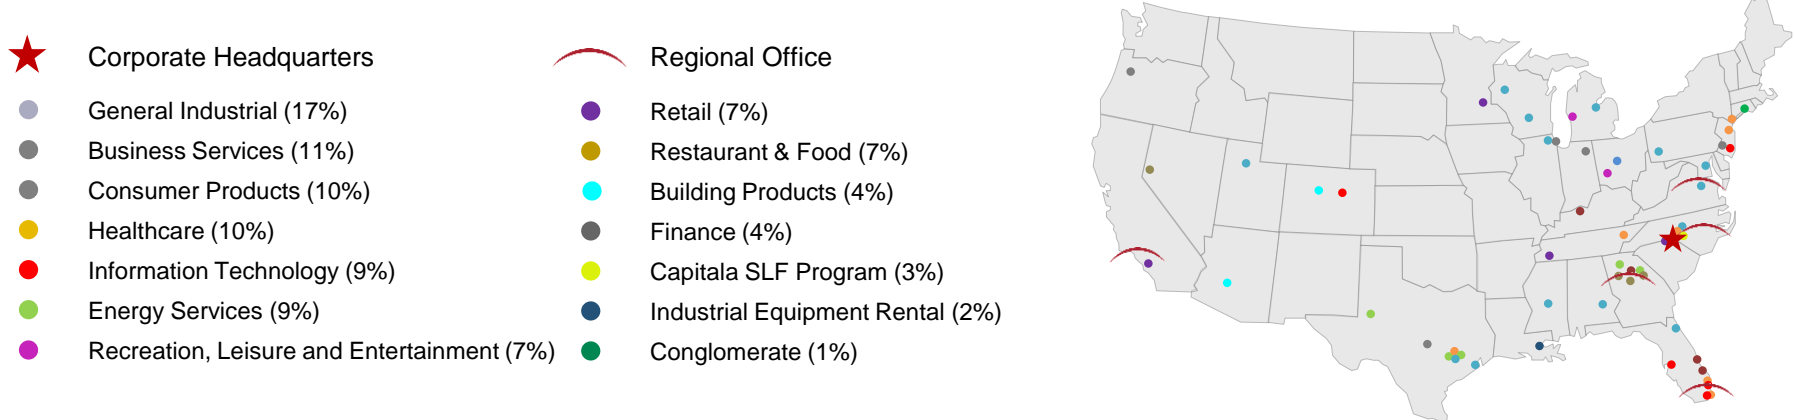 Corporate Headquarters
General Industrial (17%)
Business Services (11%)
Consumer Products (10%)
Healthcare (10%)
Information Technology (9%)
Energy Services (9%)
Recreation, Leisure and Entertainment (7%)
Regional Office
Retail (7%)
Restaurant & Food (7%)
Building Products (4%)
Finance (4%)
Capitala SLF Program (3%)
Industrial Equipment Rental (2%)
Conglomerate (1%)